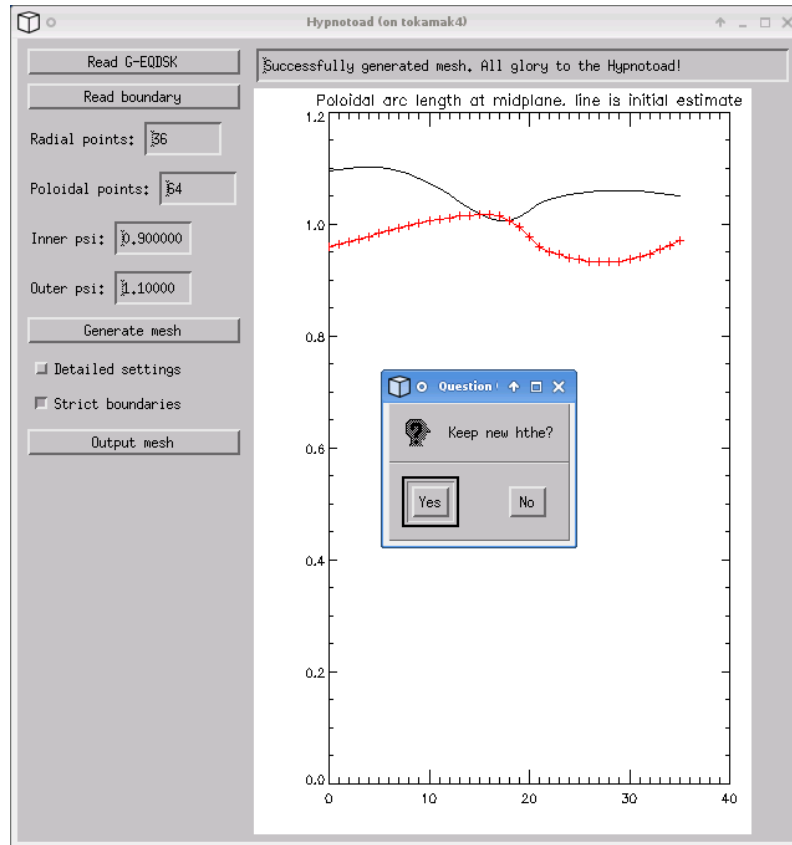 Hypnotoad (on tokamak4)
Read G-EQDSK
Successfully generated mesh. All glory to the Hypnotoad!
Read boundary
Radial points: 36
Poloidal points: 64
Inner psi: 0.900000
Outer psi: 1.10000
Generate mesh
Detailed settings
Strict boundaries
Output mesh
Poloidal arc length at midplane. line is initial estimate
1.2
1.0
0.8
0.6
0.4
0.2
0.0
0 10 20 30 40
Question
Keep new hthe?
Yes No